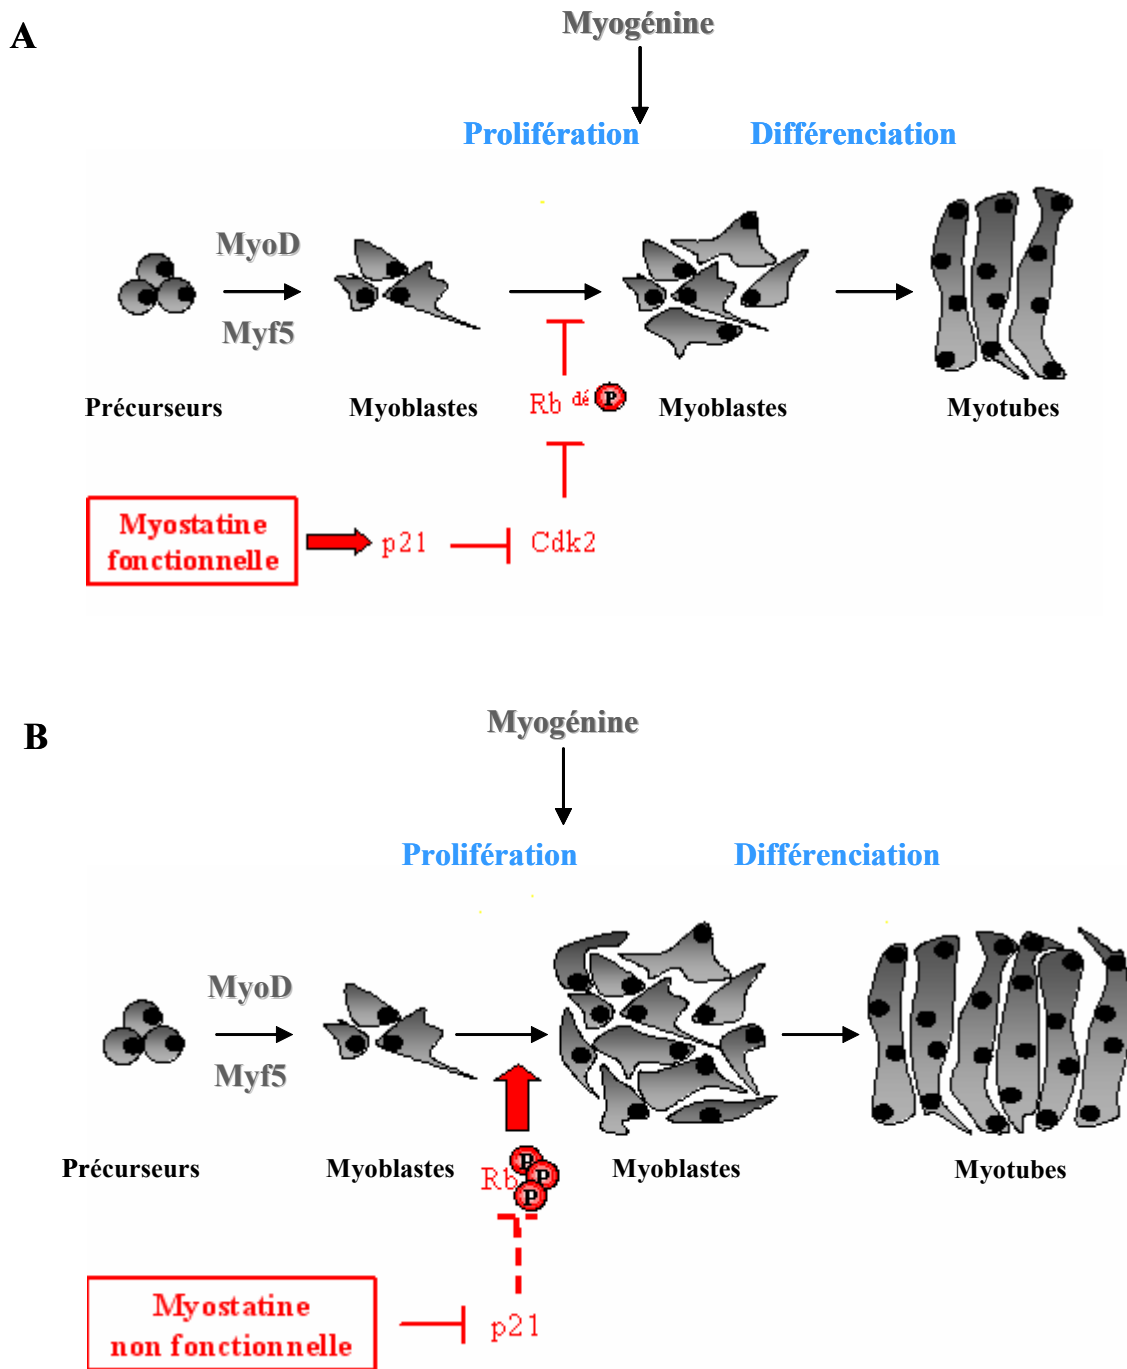 A
Myogénine
Prolifération Différenciation
MyoD
Myf5
Précurseurs Myoblastes Rb dé P Myoblastes Myotubes
Myostatine
fonctionnelle
p21 Cdk2
B
Myogénine
Prolifération Différenciation
MyoD
Myf5
Précurseurs Myoblastes Rb P P P Myoblastes Myotubes
Myostatine
non fonctionnelle
p21